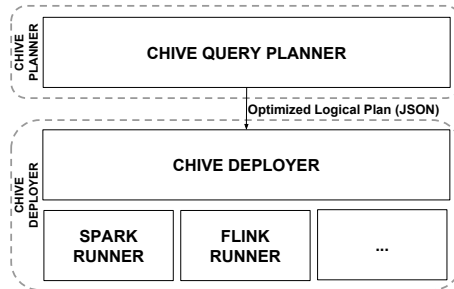 CHIVE
PLANNER
CHIVE QUERY PLANNER
Optimized Logical Plan (JSON)
CHIVE
DEPLOYER
CHIVE DEPLOYER
SPARK
RUNNER
FLINK
RUNNER
...